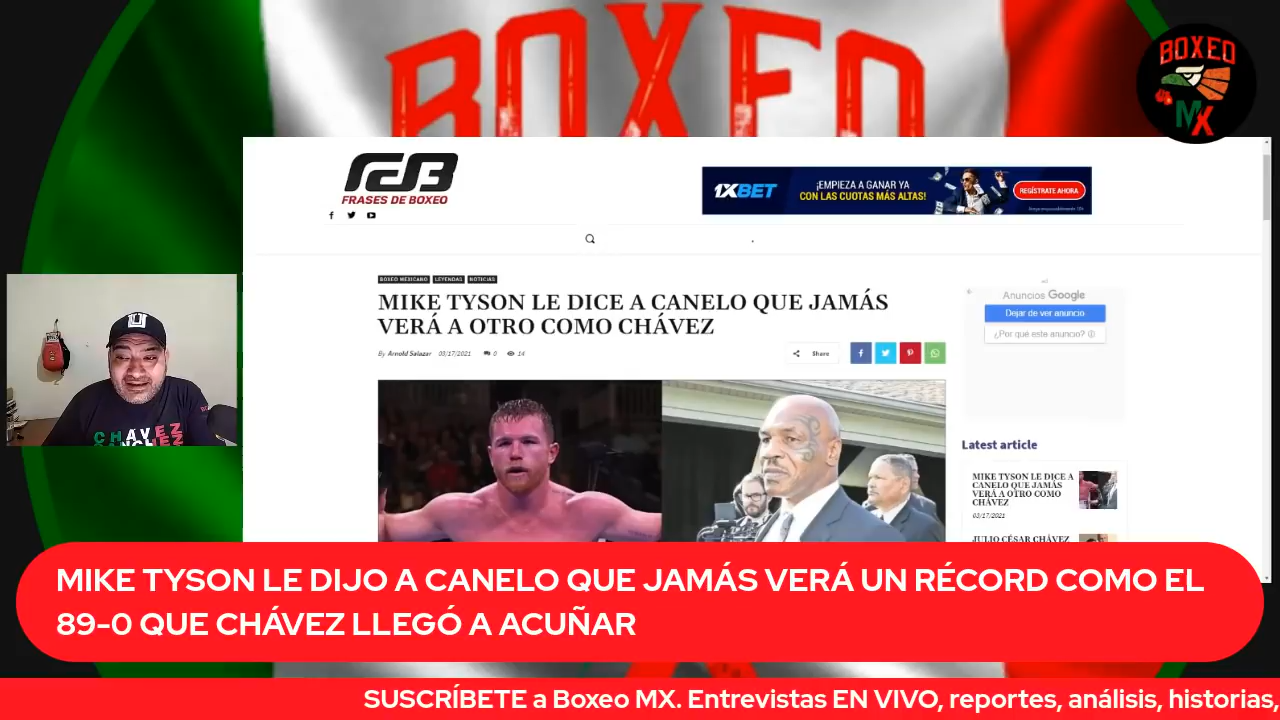 BOXEO
BOXEO
MX
FRASES DE BOXEO
1XBET
¡EMPIEZA A GANAR YA
CON LAS CUOTAS MÁS ALTAS!
REGÍSTRATE AHORA
BOXEO MEXICANO LEYENDAS NOTICIAS
MIKE TYSON LE DICE A CANELO QUE JAMÁS
VERÁ A OTRO COMO CHÁVEZ
By Arnold Salazar 03/17/2021 0 14
Share
ad
Anuncios Google
Dejar de ver anuncio
¿Por qué este anuncio?
Latest article
MIKE TYSON LE DICE A
CANELO QUE JAMÁS
VERÁ A OTRO COMO
CHÁVEZ
03/17/2021
JULIO CÉSAR CHÁVEZ
CHAVEZ
MIKE TYSON LE DIJO A CANELO QUE JAMÁS VERÁ UN RÉCORD COMO EL
89-0 QUE CHÁVEZ LLEGÓ A ACUÑAR
SUSCRÍBETE a Boxeo MX. Entrevistas EN VIVO, reportes, análisis, historias,